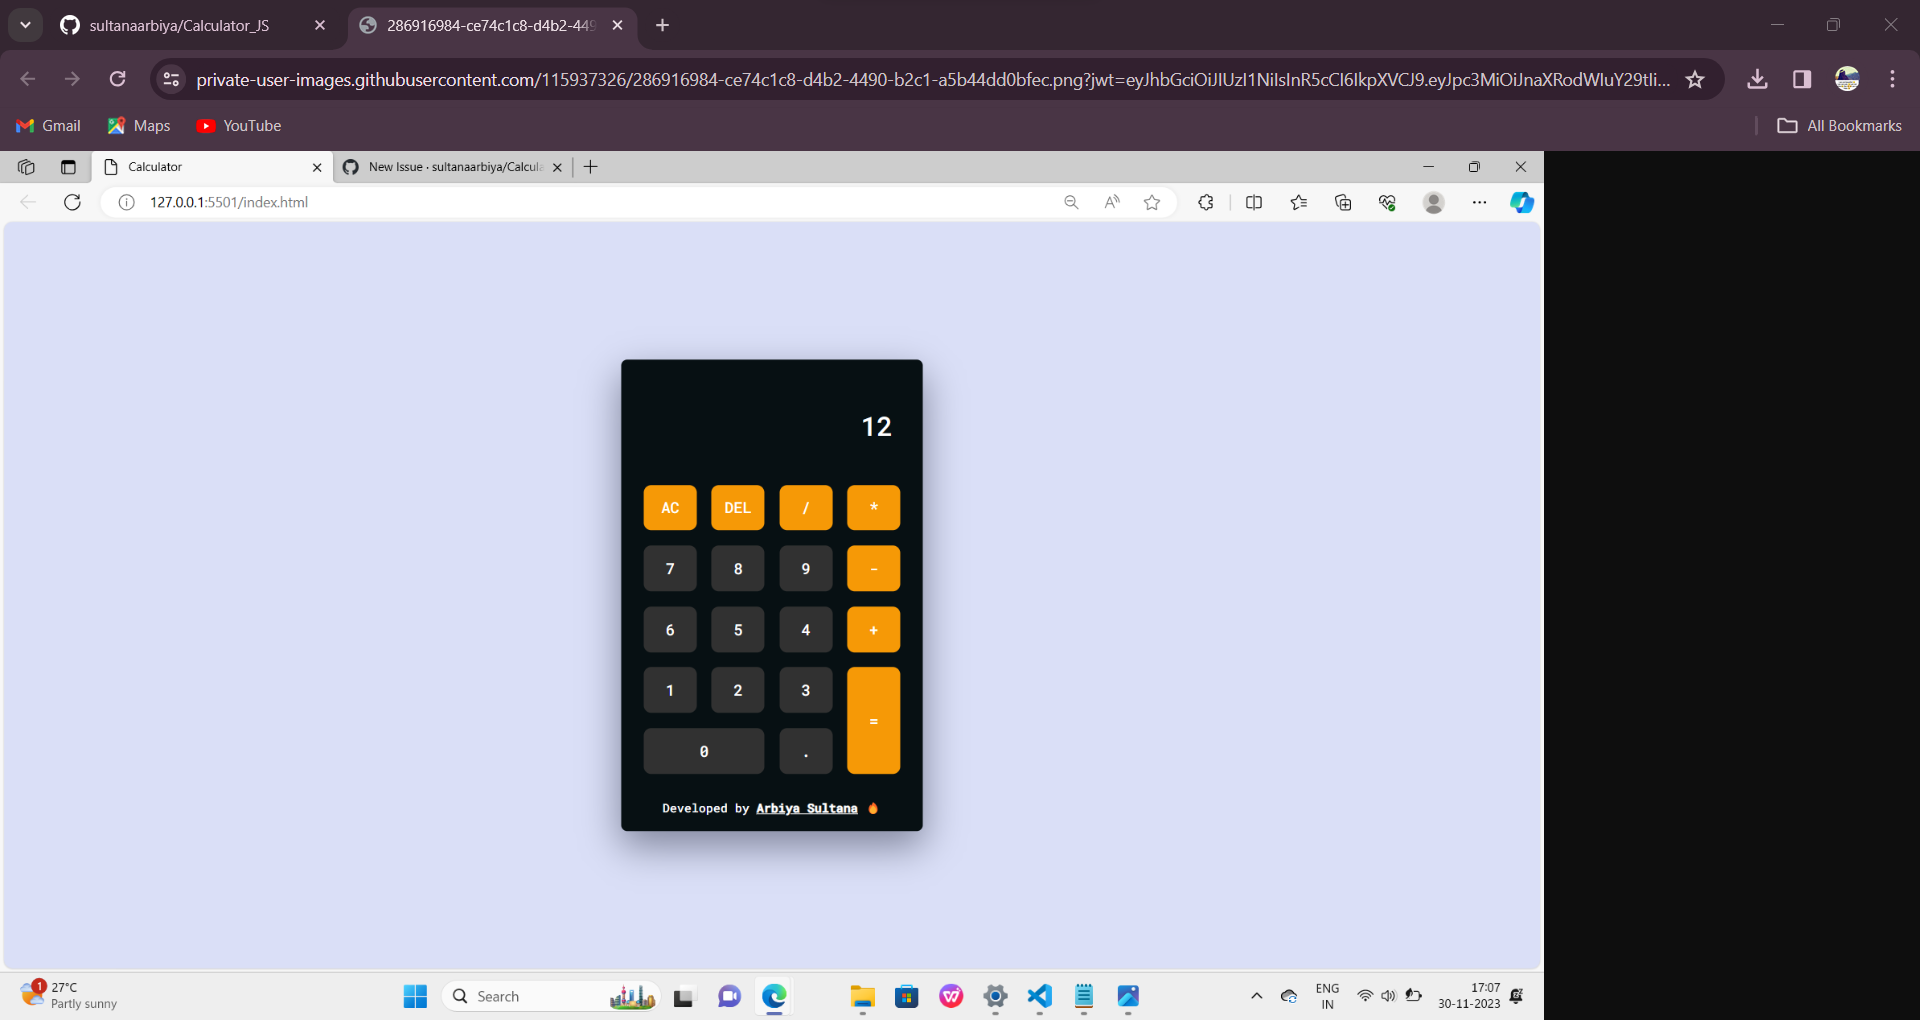 sultanaarbiya/Calculator_JS
286916984-ce74c1c8-d4b2-449
private-user-images.githubusercontent.com/115937326/286916984-ce74c1c8-d4b2-4490-b2c1-a5b44dd0bfec.png?jwt=eyJhbGciOiJIUzI1NiIsInR5cCI6IkpXVCJ9.eyJpc3MiOiJnaXRodWIuY29tIi...
Gmail
Maps
YouTube
All Bookmarks
Calculator
New Issue · sultanaarbiya/Calcula
127.0.0.1:5501/index.html
12
AC DEL / *
7 8 9 -
6 5 4 +
1 2 3
=
0 .
Developed by Arbiya Sultana 🔥
1
27°C
Partly sunny
Search
ENG
IN
17:07
30-11-2023